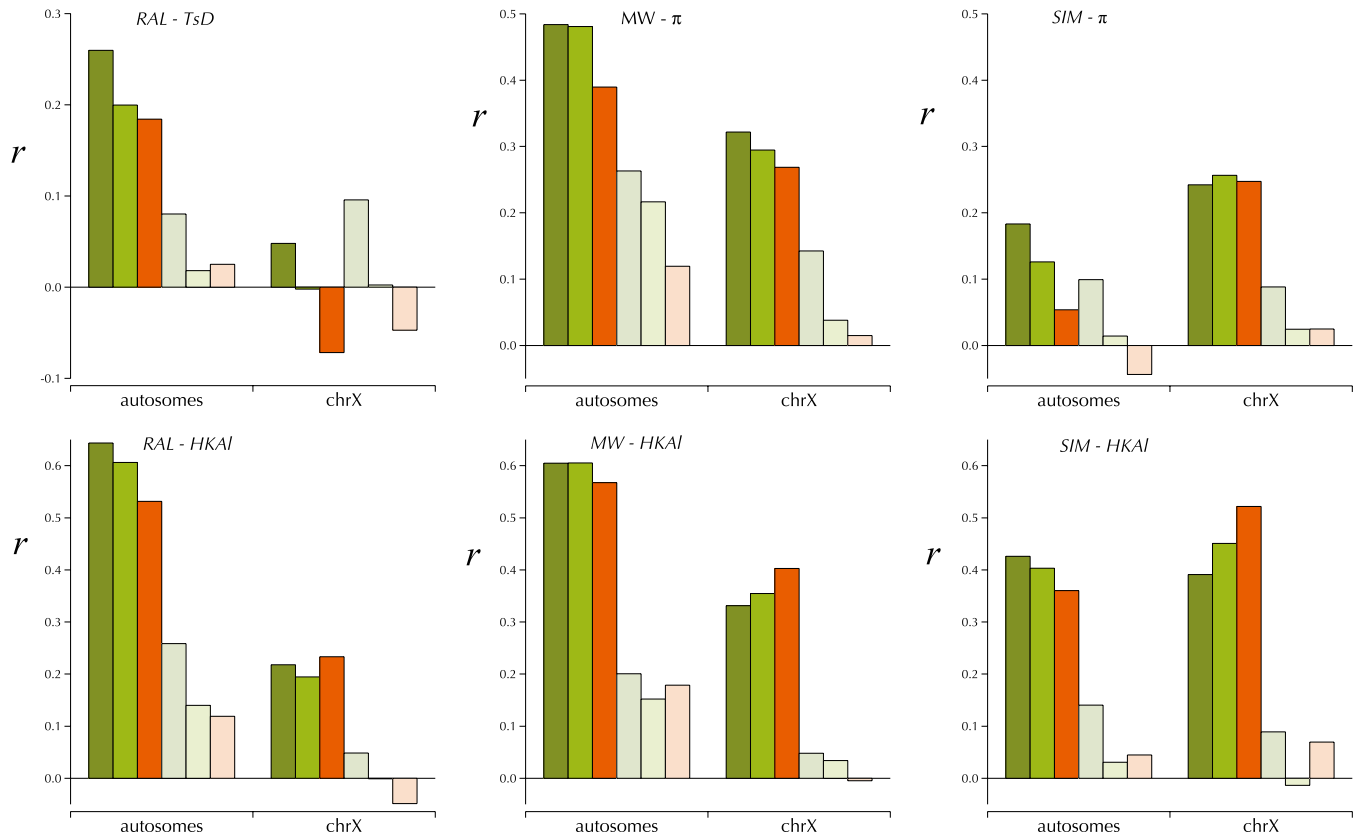 RAL - TsD
r
0.3
0.2
0.1
0.0
-0.1
autosomes chrX
MW - π
r
0.5
0.4
0.3
0.2
0.1
0.0
autosomes chrX
SIM - π
r
0.5
0.4
0.3
0.2
0.1
0.0
autosomes chrX
RAL - HKAl
r
0.6
0.5
0.4
0.3
0.2
0.1
0.0
autosomes chrX
MW - HKAl
r
0.6
0.5
0.4
0.3
0.2
0.1
0.0
autosomes chrX
SIM - HKAl
r
0.6
0.5
0.4
0.3
0.2
0.1
0.0
autosomes chrX